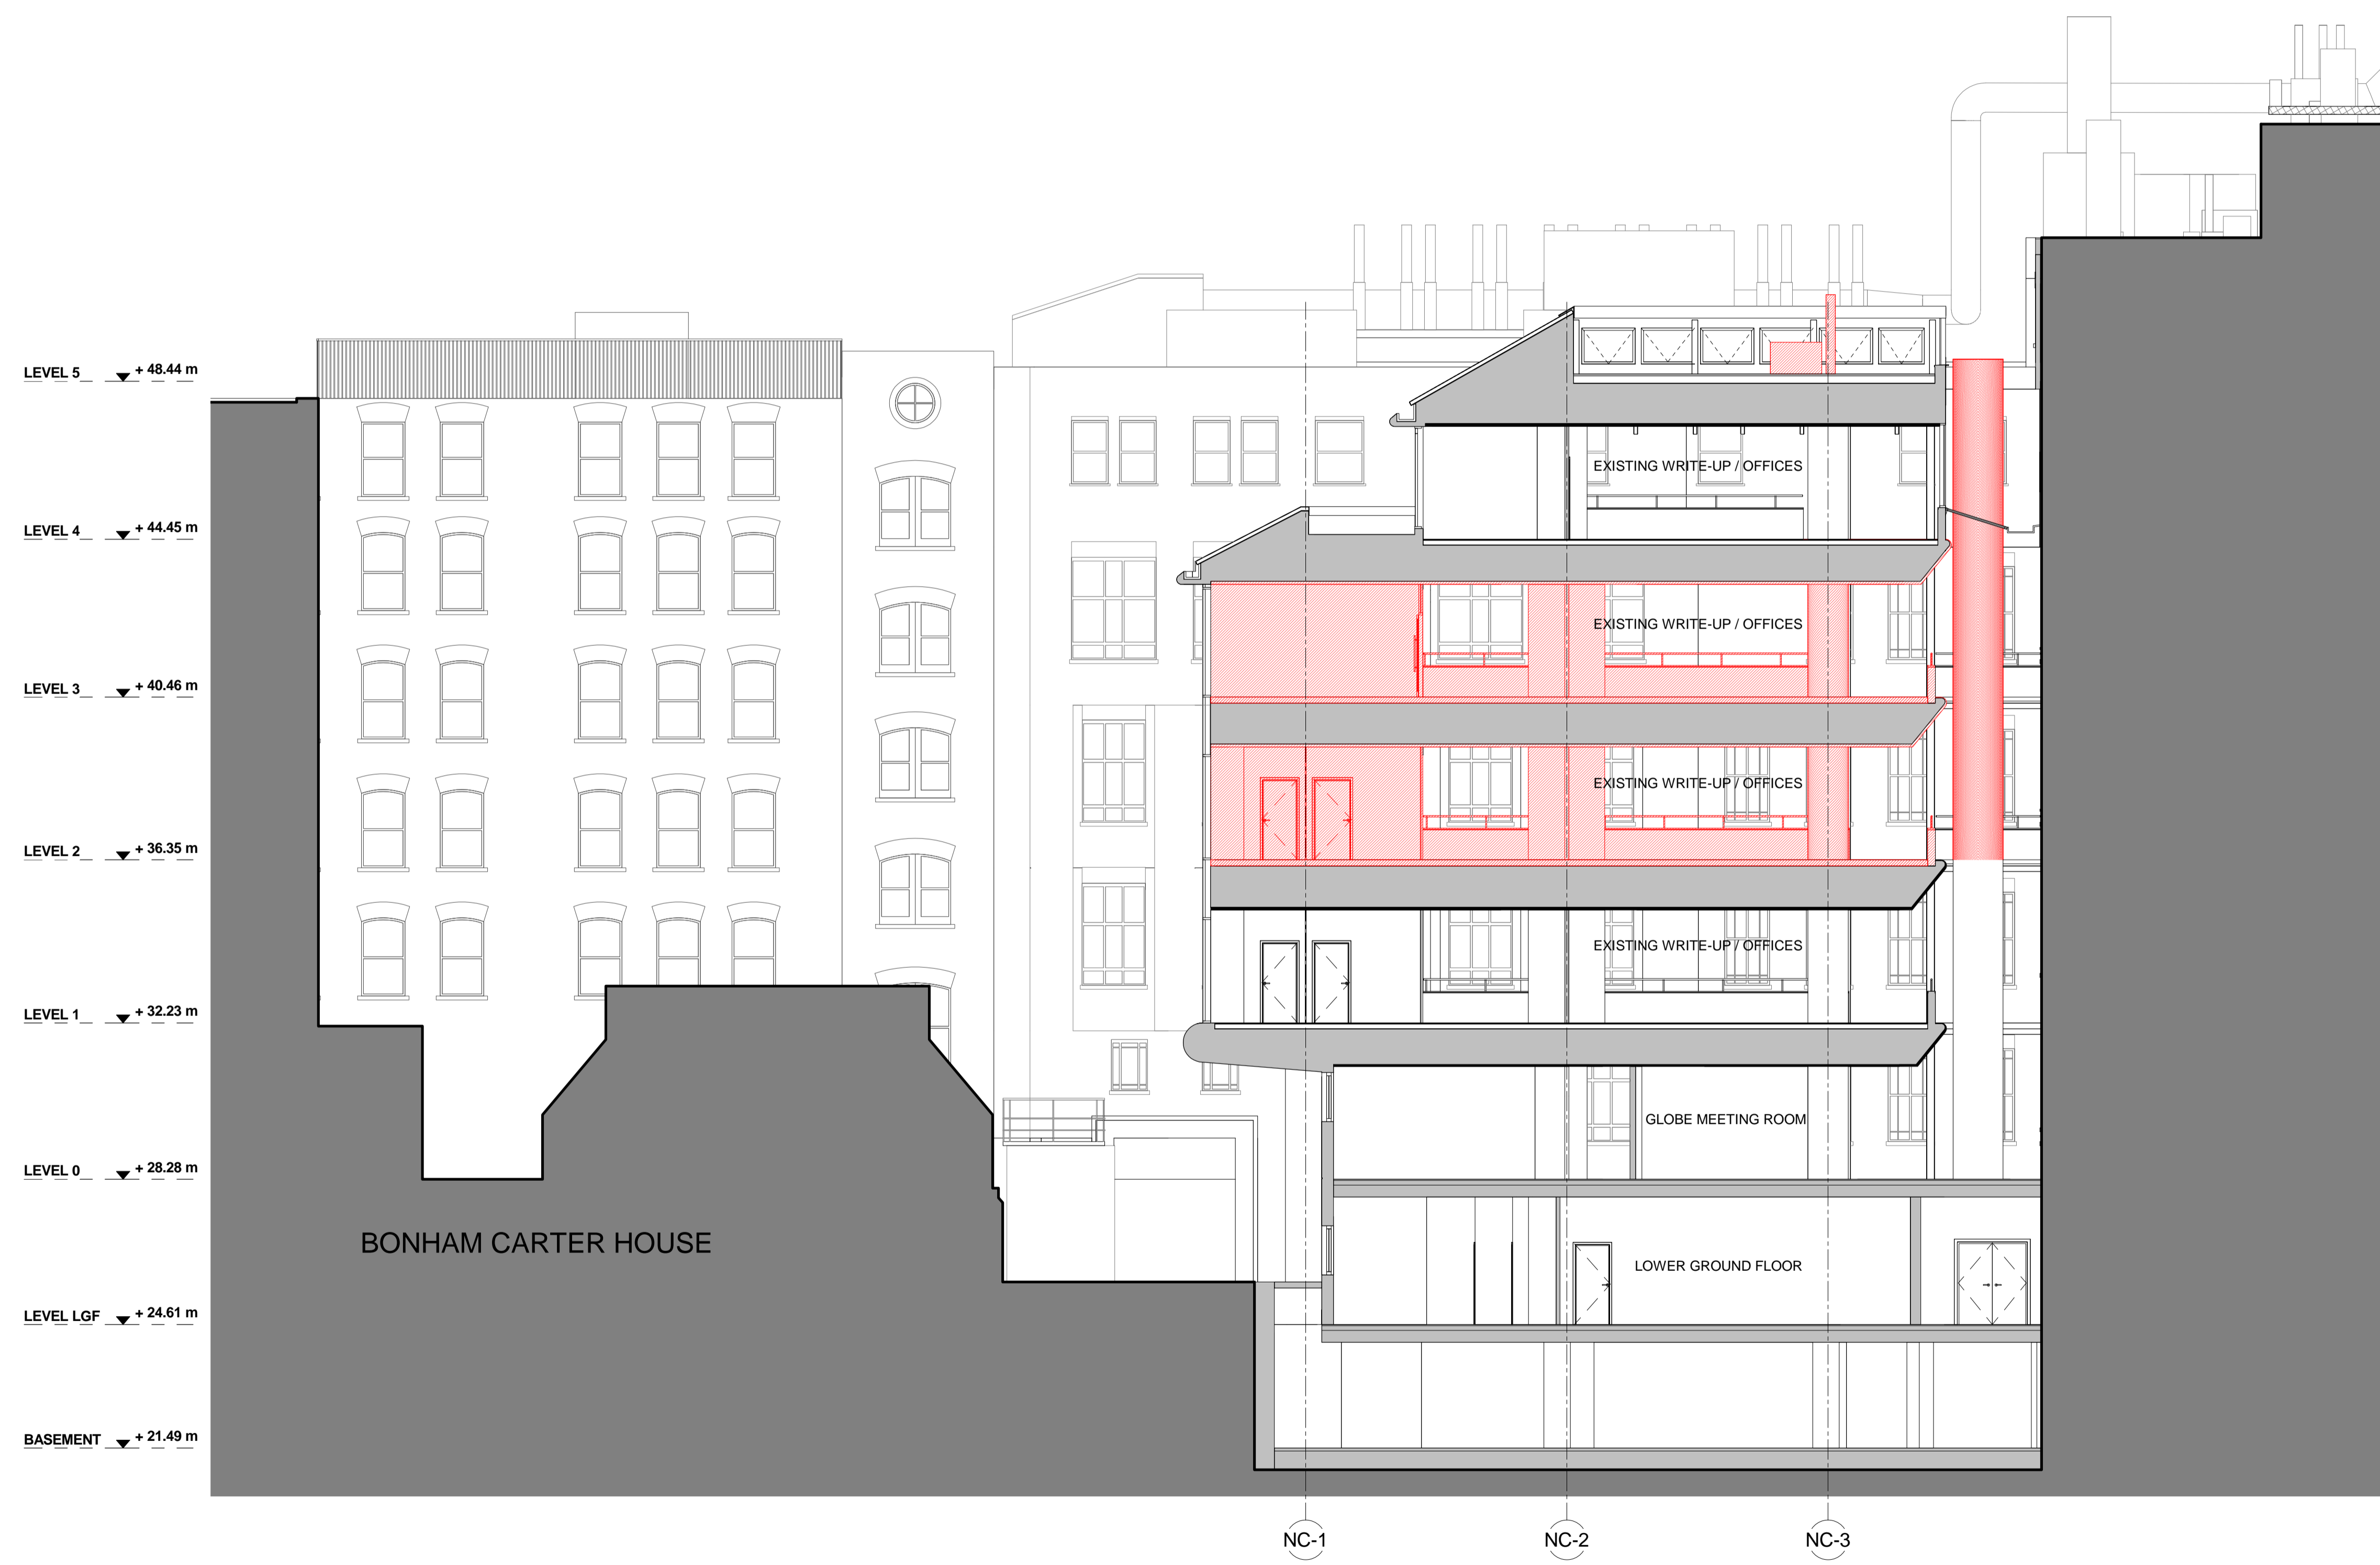 LEVEL 5 + 48.44 m
EXISTING WRITE-UP / OFFICES
LEVEL 4 + 44.45 m
EXISTING WRITE-UP / OFFICES
LEVEL 3 + 40.46 m
EXISTING WRITE-UP / OFFICES
LEVEL 2 + 36.35 m
EXISTING WRITE-UP / OFFICES
LEVEL 1 + 32.23 m
GLOBE MEETING ROOM
LEVEL 0 + 28.28 m
BONHAM CARTER HOUSE
LOWER GROUND FLOOR
LEVEL LGF + 24.61 m
BASEMENT + 21.49 m
NC-1 NC-2 NC-3